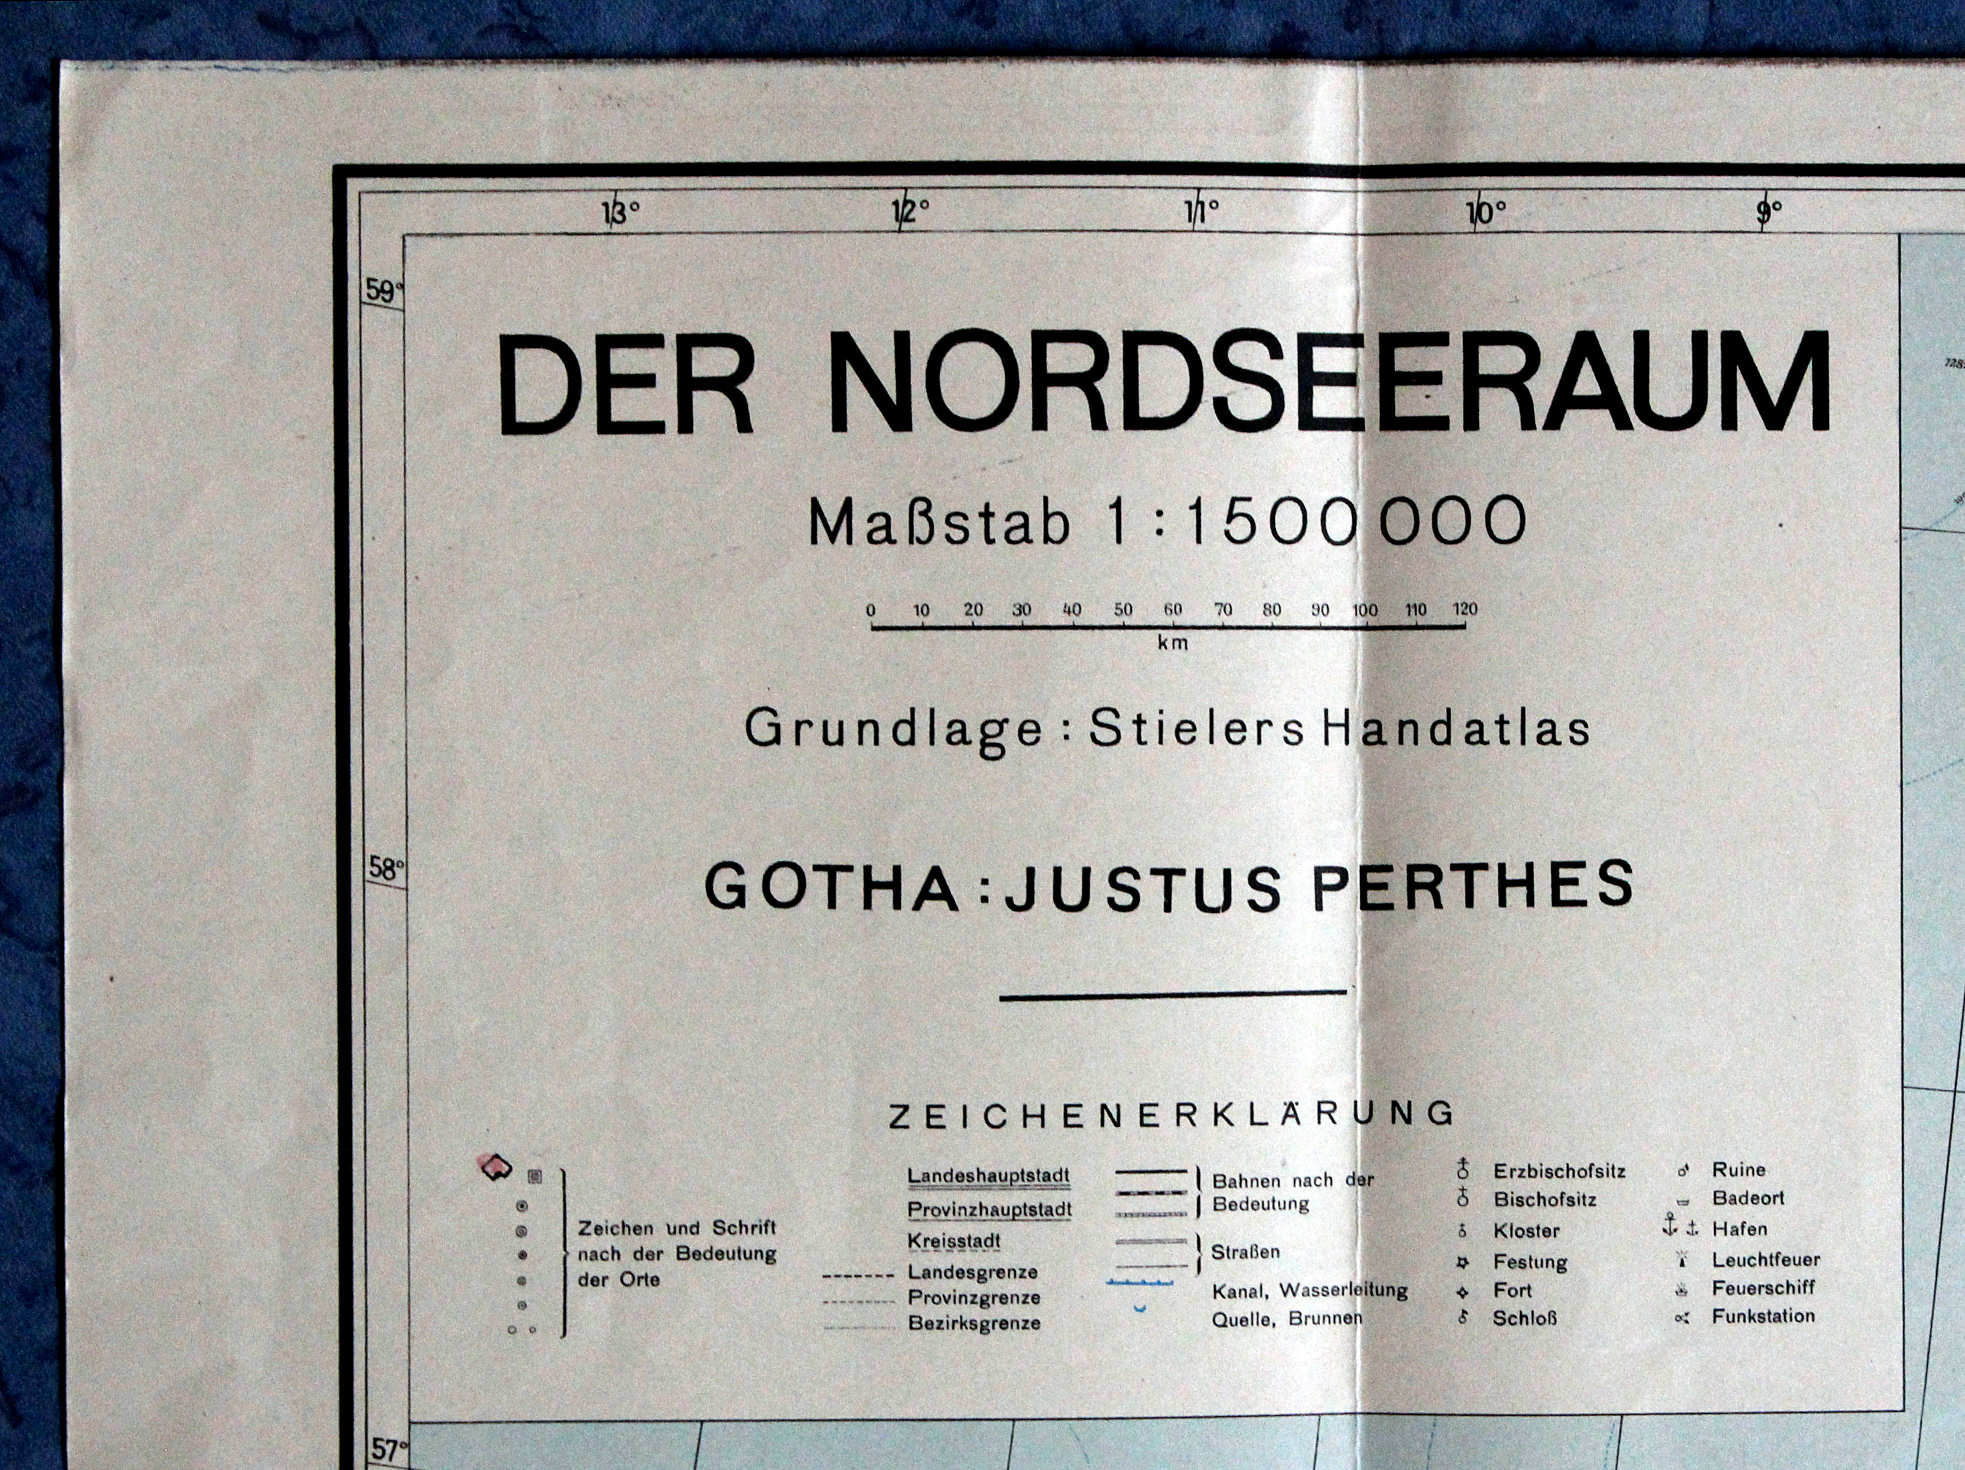 13° 12° 11° 10° 9°
59°
DER NORDSEERAUM
Maßstab 1:1500000
0 10 20 30 40 50 60 70 80 90 100 110 120
km
Grundlage: Stielers Handatlas
58°
GOTHA: JUSTUS PERTHES
ZEICHENERKLÄRUNG
Zeichen und Schrift
nach der Bedeutung
der Orte
Landeshauptstadt
Provinzhauptstadt
Kreisstadt
Landesgrenze
Provinzgrenze
Bezirksgrenze
Bahnen nach der
Bedeutung
Straßen
Kanal, Wasserleitung
Quelle, Brunnen
Erzbischofsitz
Bischofsitz
Kloster
Festung
Fort
Schloß
Ruine
Badeort
Hafen
Leuchtfeuer
Feuerschiff
Funkstation
57°